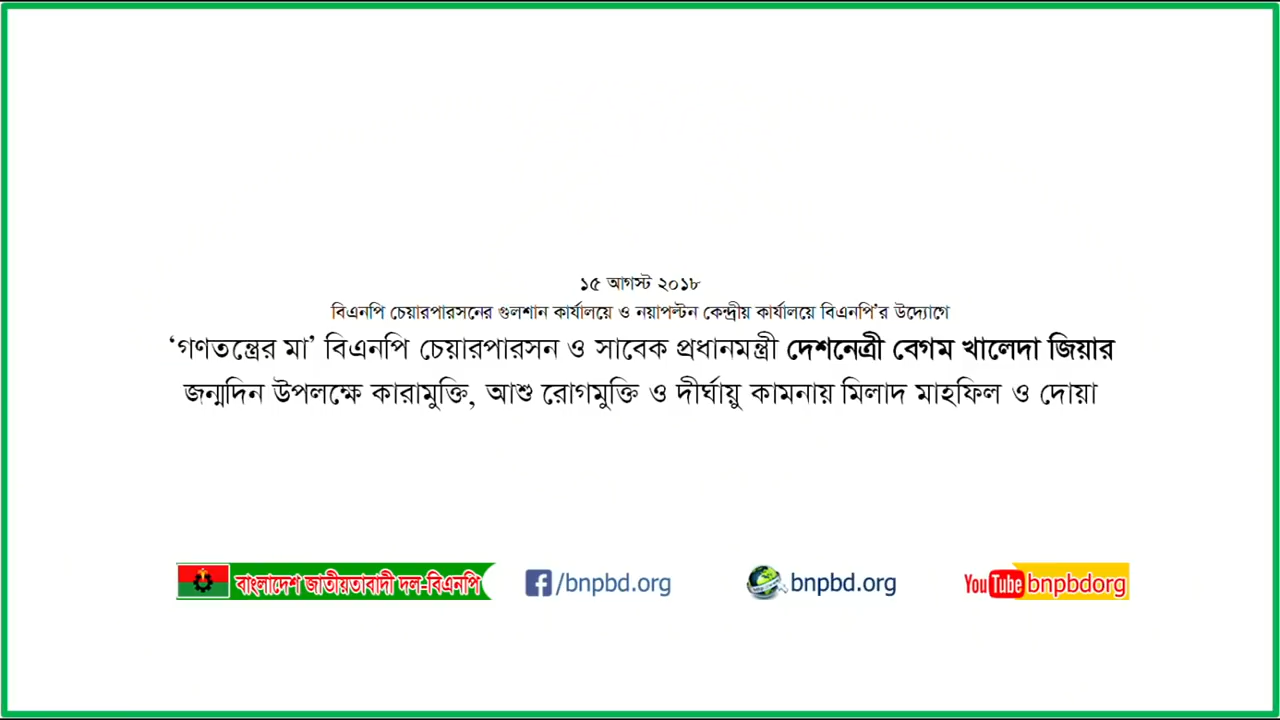 ১৫ আগস্ট ২০১৮
বিএনপি চেয়ারপারসনের গুলশান কার্যালয়ে ও নয়াপল্টন কেন্দ্রীয় কার্যালয়ে বিএনপি’র উদ্যোগে
‘গণতন্ত্রের মা’ বিএনপি চেয়ারপারসন ও সাবেক প্রধানমন্ত্রী দেশনেত্রী বেগম খালেদা জিয়ার
জন্মদিন উপলক্ষে কারামুক্তি, আশু রোগমুক্তি ও দীর্ঘায়ু কামনায় মিলাদ মাহফিল ও দোয়া
বাংলাদেশ জাতীয়তাবাদী দল-বিএনপি f/bnpbd.org bnpbd.org YouTube bnpbdorg